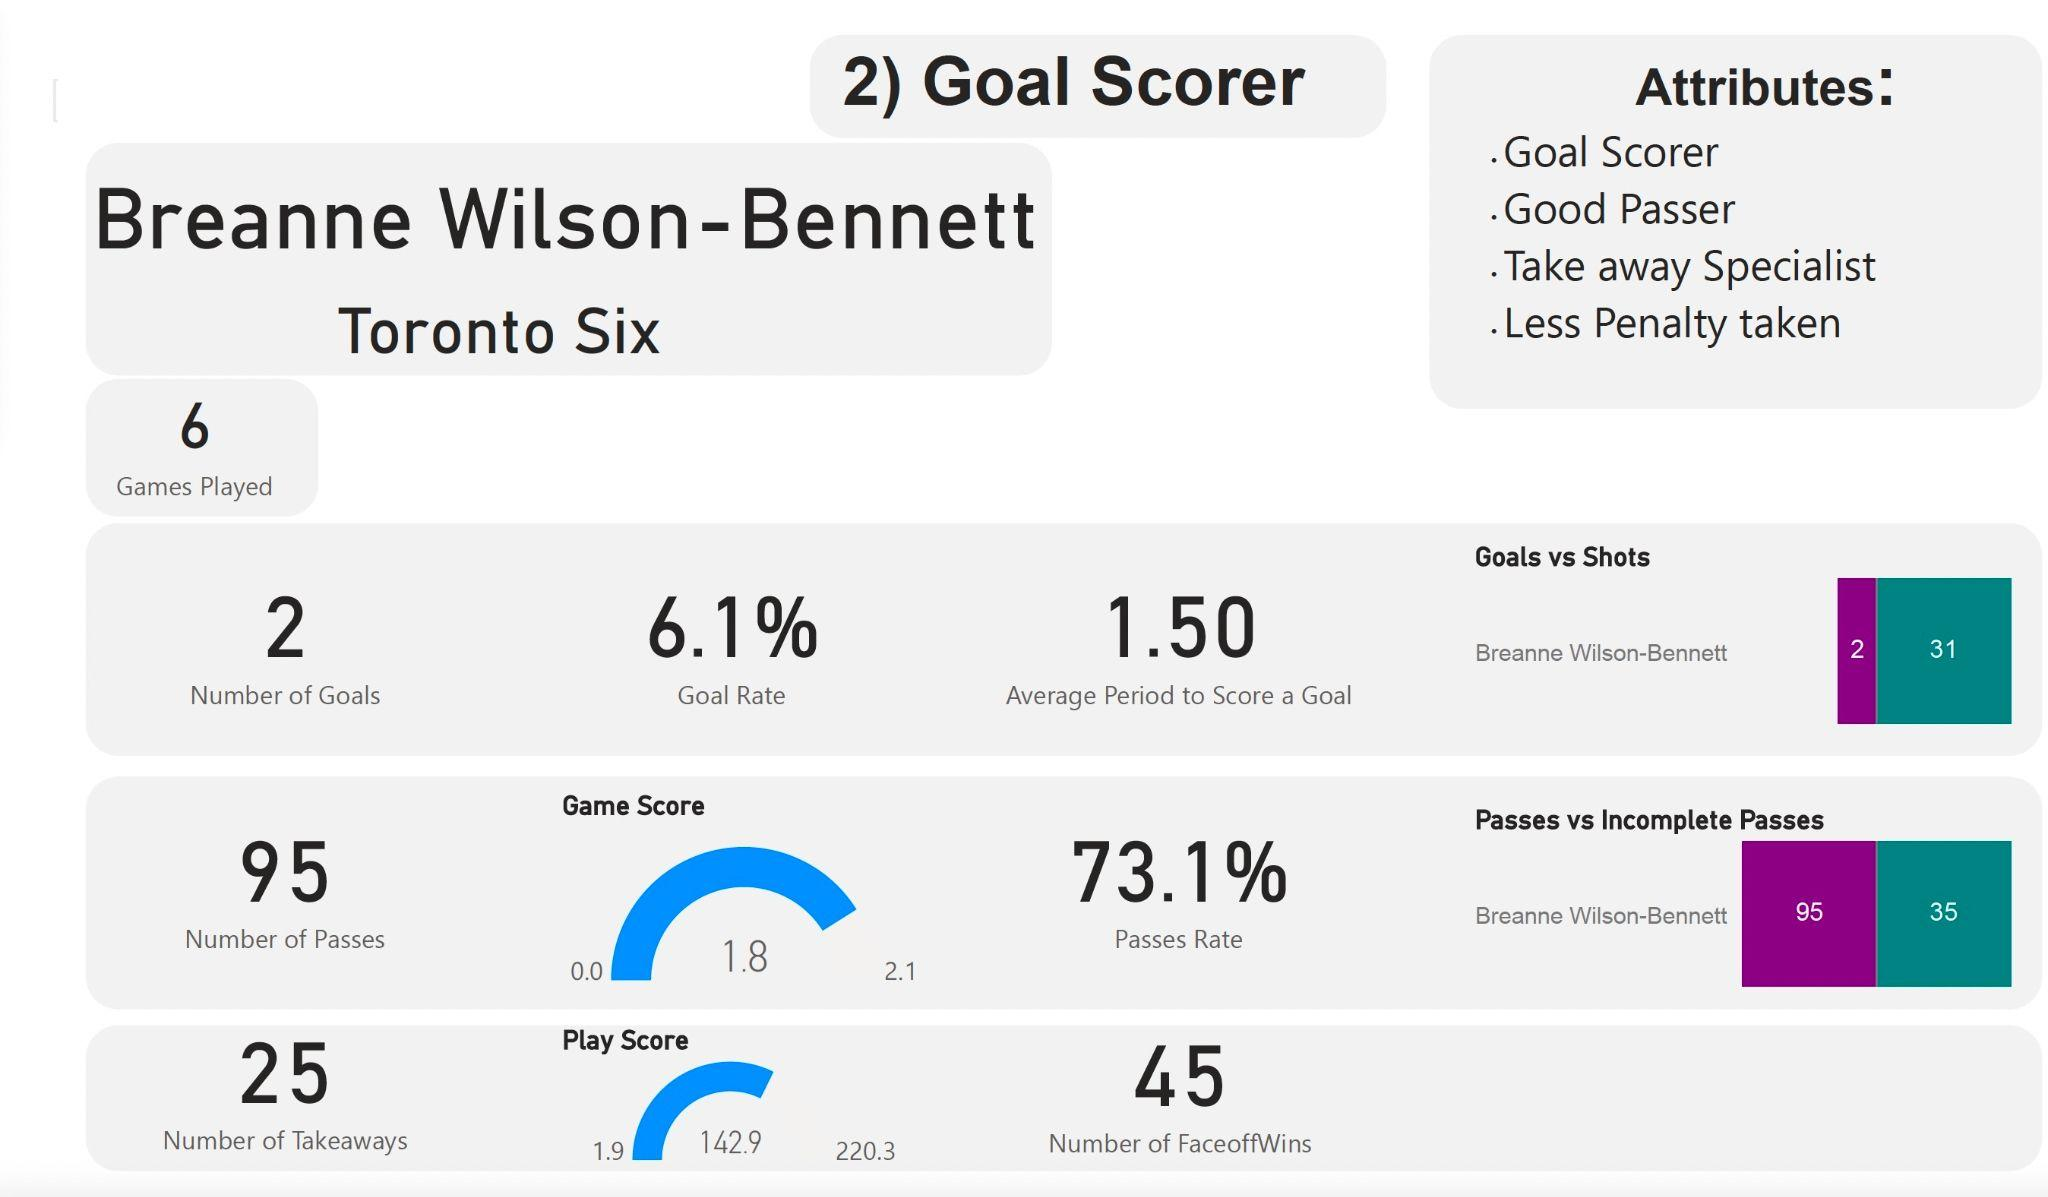 2) Goal Scorer
Attributes:
. Goal Scorer
. Good Passer
. Take away Specialist
. Less Penalty taken
Breanne Wilson-Bennett
Toronto Six
6
Games Played
2
Number of Goals
6.1%
Goal Rate
1.50
Average Period to Score a Goal
Goals vs Shots
Breanne Wilson-Bennett
2
31
95
Number of Passes
Game Score
0.0
1.8
2.1
73.1%
Passes Rate
Passes vs Incomplete Passes
Breanne Wilson-Bennett
95
35
25
Number of Takeaways
Play Score
1.9
142.9
220.3
45
Number of FaceoffWins